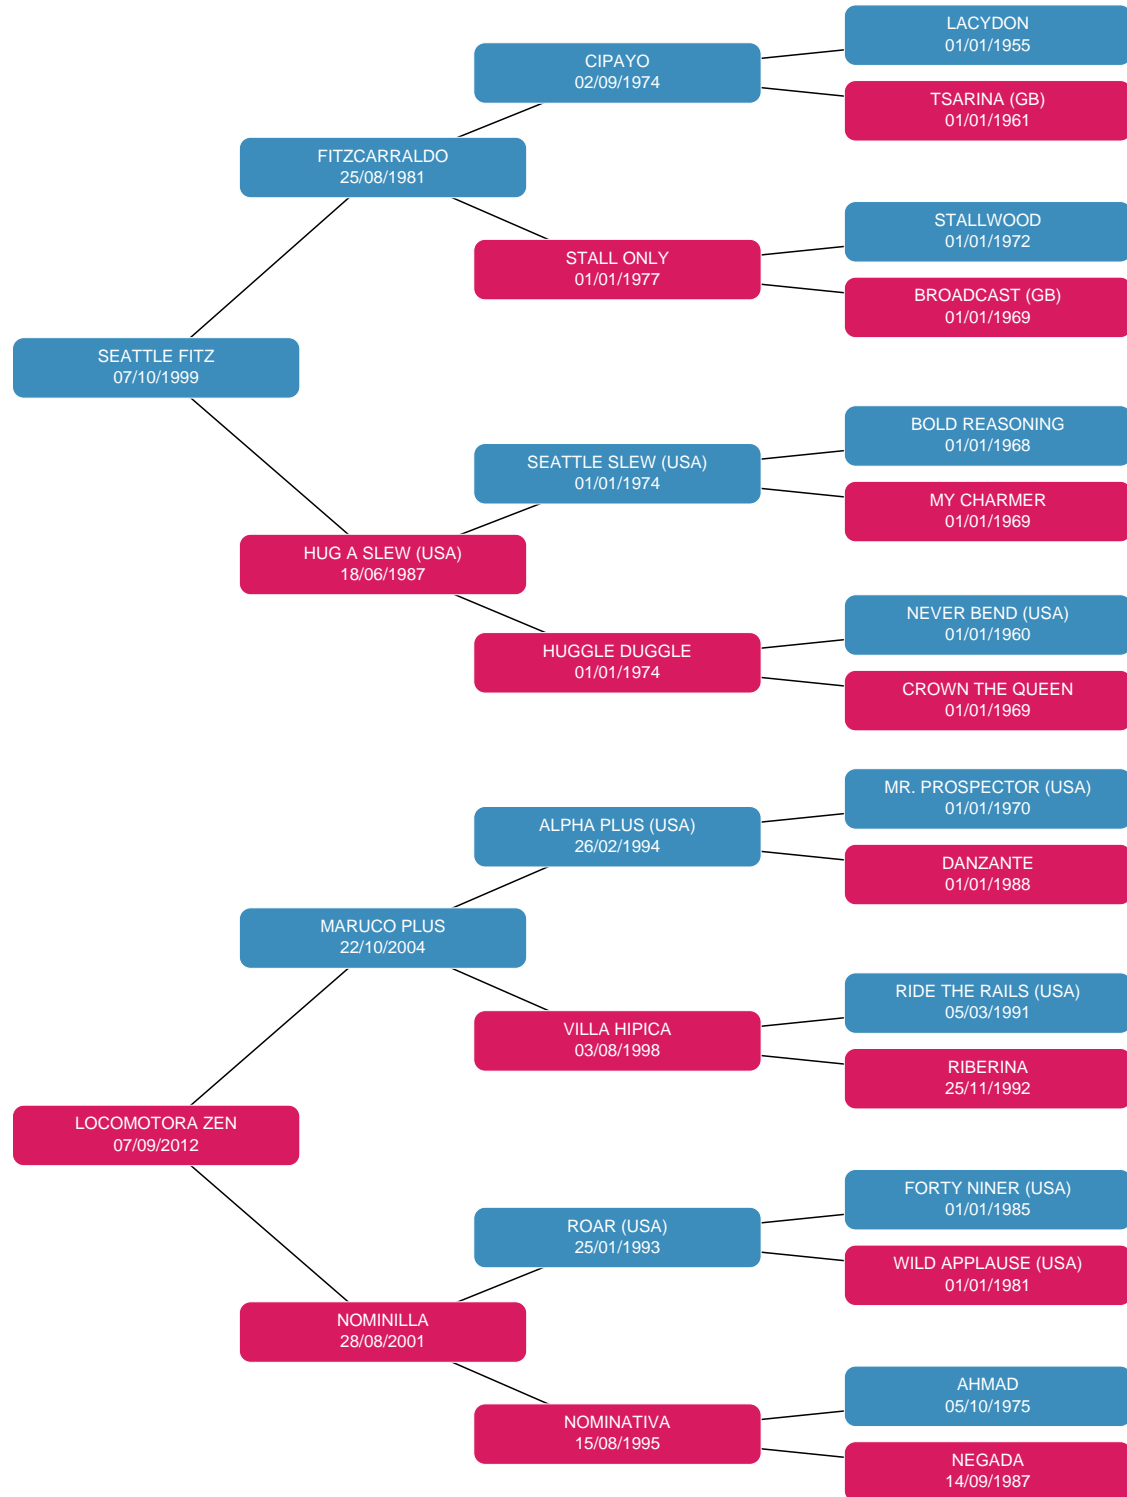 LACYDON
01/01/1955
CIPAYO
02/09/1974
TSARINA (GB)
01/01/1961
FITZCARRALDO
25/08/1981
STALLWOOD
01/01/1972
STALL ONLY
01/01/1977
BROADCAST (GB)
01/01/1969
SEATTLE FITZ
07/10/1999
BOLD REASONING
01/01/1968
SEATTLE SLEW (USA)
01/01/1974
MY CHARMER
01/01/1969
HUG A SLEW (USA)
18/06/1987
NEVER BEND (USA)
01/01/1960
HUGGLE DUGGLE
01/01/1974
CROWN THE QUEEN
01/01/1969
MR. PROSPECTOR (USA)
01/01/1970
ALPHA PLUS (USA)
26/02/1994
DANZANTE
01/01/1988
MARUCO PLUS
22/10/2004
RIDE THE RAILS (USA)
05/03/1991
VILLA HIPICA
03/08/1998
RIBERINA
25/11/1992
LOCOMOTORA ZEN
07/09/2012
FORTY NINER (USA)
01/01/1985
ROAR (USA)
25/01/1993
WILD APPLAUSE (USA)
01/01/1981
NOMINILLA
28/08/2001
AHMAD
05/10/1975
NOMINATIVA
15/08/1995
NEGADA
14/09/1987